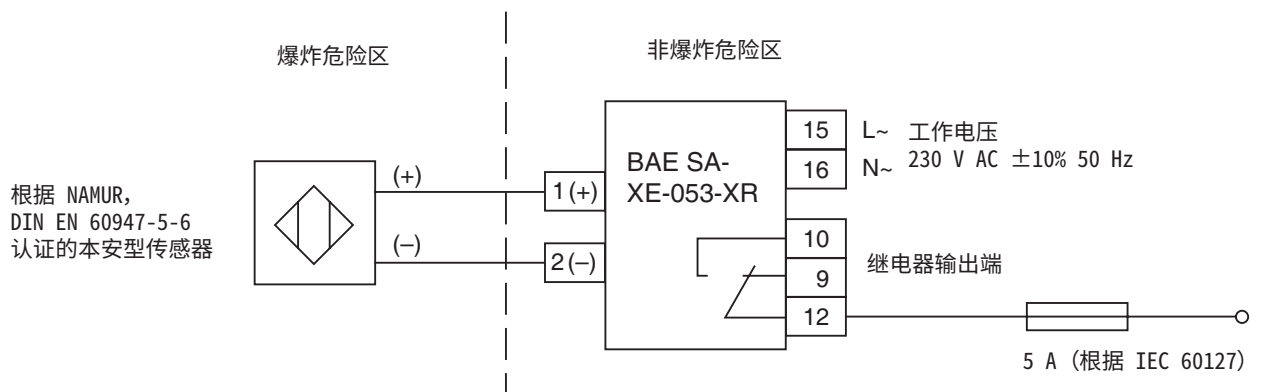 爆炸危险区
非爆炸危险区
根据 NAMUR,
DIN EN 60947-5-6
认证的本安型传感器
(+)
(–)
1 (+)
2 (–)
BAE SA-
XE-053-XR
15
16
L~
N~
工作电压
230 V AC ±10% 50 Hz
10
9
12
继电器输出端
5 A (根据 IEC 60127)